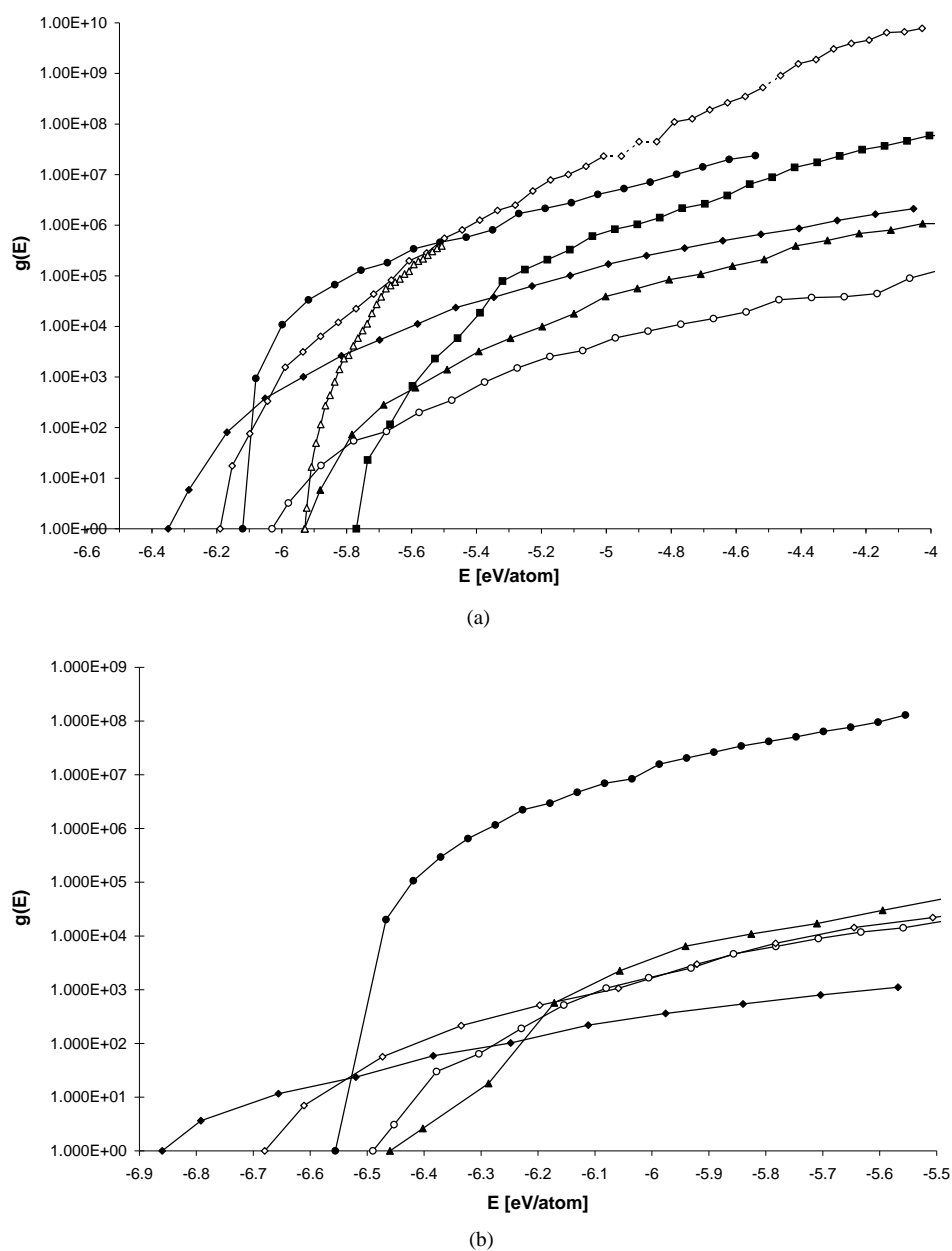 1.00E+10
1.00E+09
1.00E+08
1.00E+07
1.00E+06
1.00E+05
1.00E+04
1.00E+03
1.00E+02
1.00E+01
1.00E+00
g(E)
-6.6 -6.4 -6.2 -6 -5.8 -5.6 -5.4 -5.2 -5 -4.8 -4.6 -4.4 -4.2 -4
E [eV/atom]
(a)
1.000E+09
1.000E+08
1.000E+07
1.000E+06
1.000E+05
1.000E+04
1.000E+03
1.000E+02
1.000E+01
1.000E+00
g(E)
-6.9 -6.8 -6.7 -6.6 -6.5 -6.4 -6.3 -6.2 -6.1 -6 -5.9 -5.8 -5.7 -5.6 -5.5
E [eV/atom]
(b)